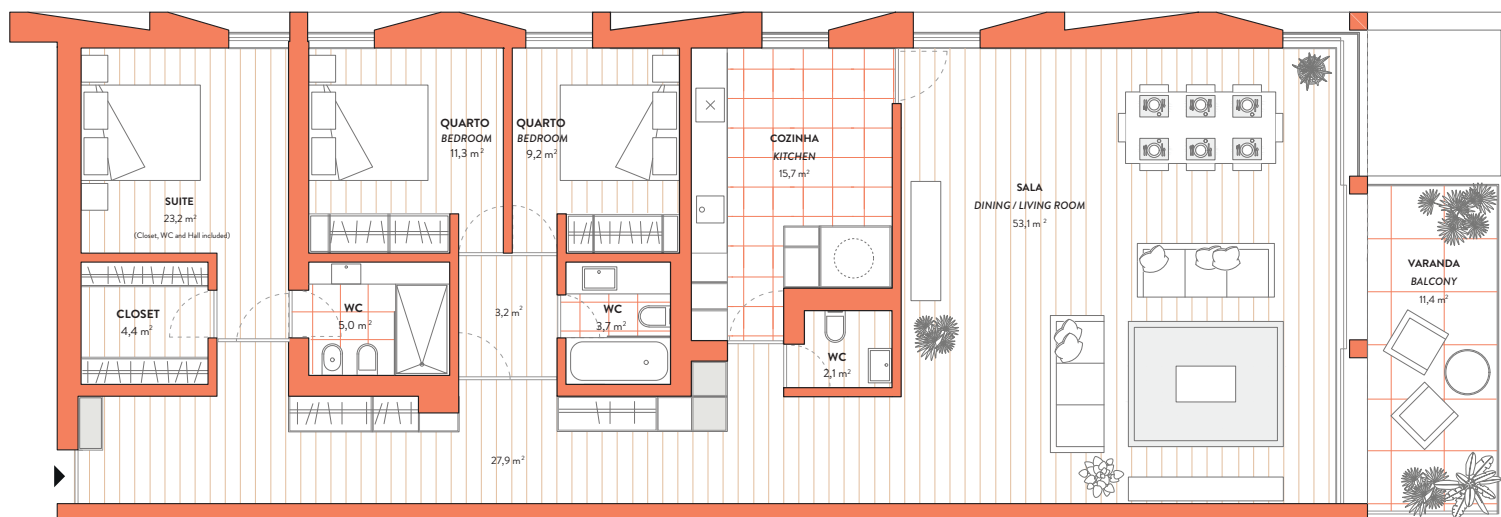 SUITE
23,2 m²
(Closet, WC and Hall included)
CLOSET
4,4 m²
QUARTO
BEDROOM
11,3 m²
QUARTO
BEDROOM
9,2 m²
WC
5,0 m²
3,2 m²
WC
3,7 m²
27,9 m²
COZINHA
KITCHEN
15,7 m²
WC
2,1 m²
SALA
DINING / LIVING ROOM
53,1 m²
VARANDA
BALCONY
11,4 m²